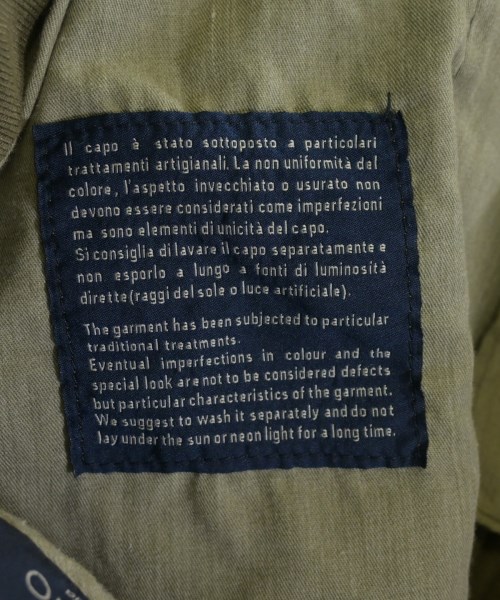 Il capo è stato sottoposto a particolari
trattamenti artigianali. La non uniformità del
colore, l'aspetto invecchiato o usurato non
devono essere considerati come imperfezioni
ma sono elementi di unicità del capo.
Si consiglia di lavare il capo separatamente e
non esporlo a lungo a fonti di luminosità
dirette (raggi del sole o luce artificiale).
The garment has been subjected to particular
traditional treatments.
Eventual imperfections in colour and the
special look are not to be considered defects
but particular characteristics of the garment.
We suggest to wash it separately and do not
lay under the sun or neon light for a long time.